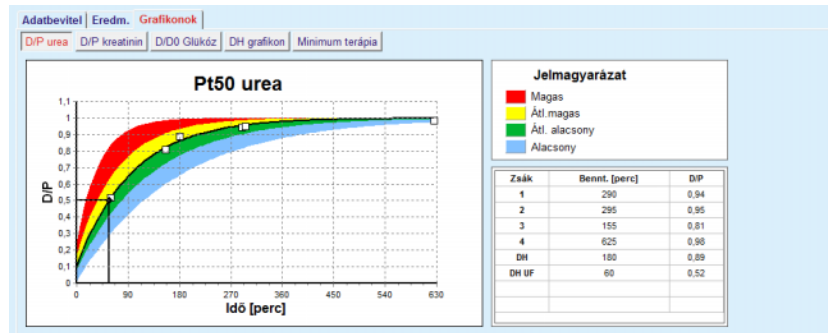 Adatbevitel Eredm. Grafikonok
D/P urea D/P kreatinin D/D0 Glükóz DH grafikon Minimum terápia
Pt50 urea
D/P
1,1
1
0,9
0,8
0,7
0,6
0,5
0,4
0,3
0,2
0,1
0
0 90 180 270 360 450 540 630
Idő [perc]
Jelmagyarázat
Magas
Átl.magas
Átl. alacsony
Alacsony
Zsák Bennt. [perc] D/P
1 290 0,94
2 295 0,95
3 155 0,81
4 625 0,98
DH 180 0,89
DH UF 60 0,52